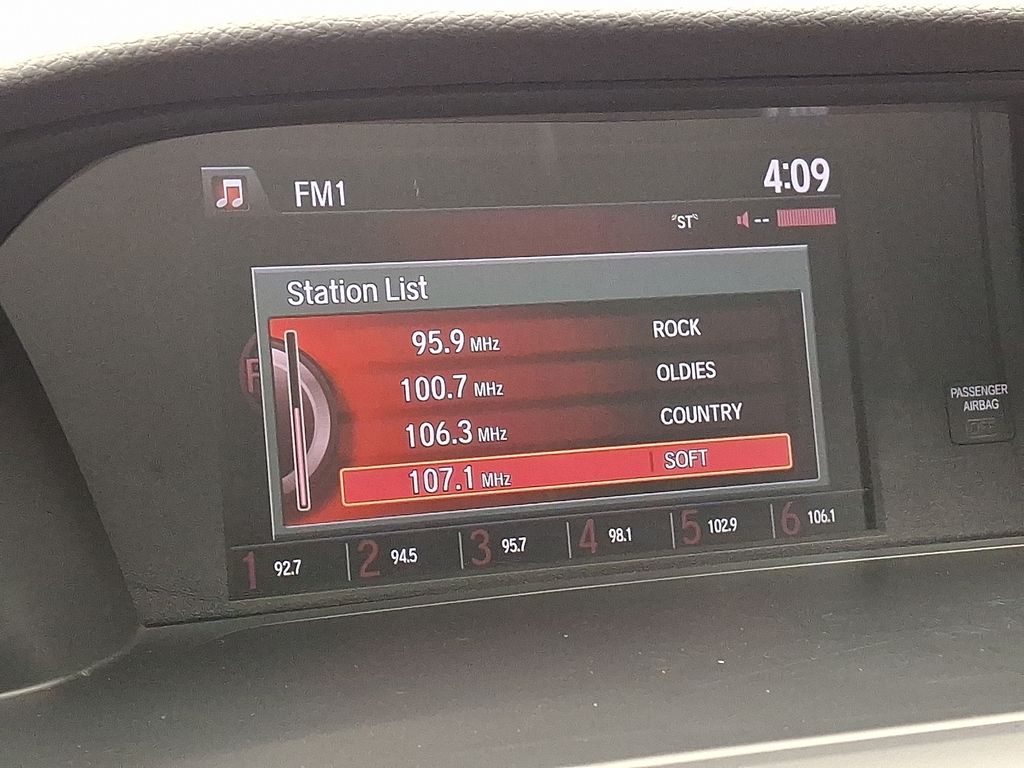 FM1 4:09
"ST" --
Station List
95.9 MHz ROCK
100.7 MHz OLDIES
106.3 MHz COUNTRY
107.1 MHz SOFT
1 92.7 2 94.5 3 95.7 4 98.1 5 102.9 6 106.1
PASSENGER
AIRBAG
OFF